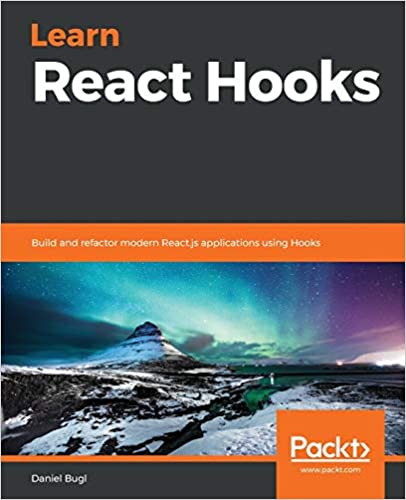 Learn
React Hooks
Build and refactor modern React.js applications using Hooks
Packt>
www.packt.com
Daniel Bugl